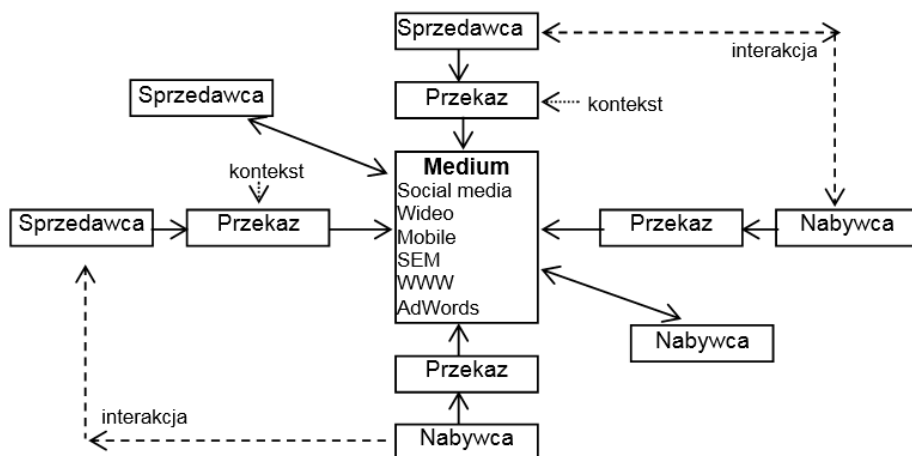 Sprzedawca
interakcja
Sprzedawca
Przekaz
kontekst
kontekst
Medium
Social media
Wideo
Mobile
SEM
WWW
AdWords
Sprzedawca
Przekaz
Przekaz
Nabywca
Nabywca
Przekaz
interakcja
Nabywca